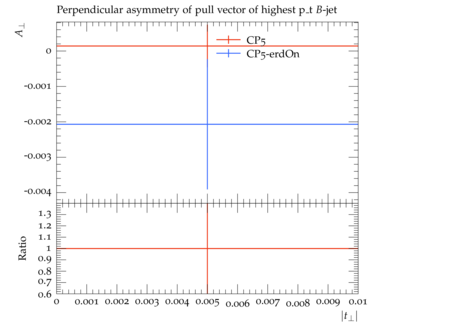 Perpendicular asymmetry of pull vector of highest p_t B-jet
A⊥
CP5
CP5-erdOn
0
-0.001
-0.002
-0.003
-0.004
Ratio
1.3
1.2
1.1
1
0.9
0.8
0.7
0.6
0 0.001 0.002 0.003 0.004 0.005 0.006 0.007 0.008 0.009 0.01
|t⊥|